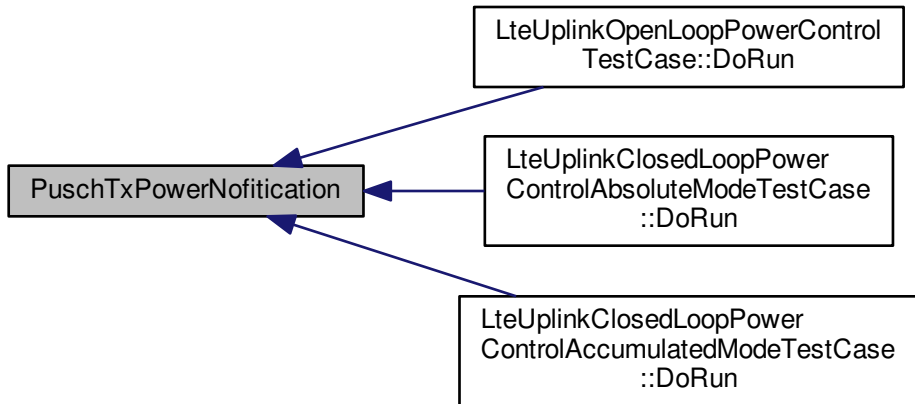 LteUplinkOpenLoopPowerControl
TestCase::DoRun
PuschTxPowerNofitication
LteUplinkClosedLoopPower
ControlAbsoluteModeTestCase
::DoRun
LteUplinkClosedLoopPower
ControlAccumulatedModeTestCase
::DoRun